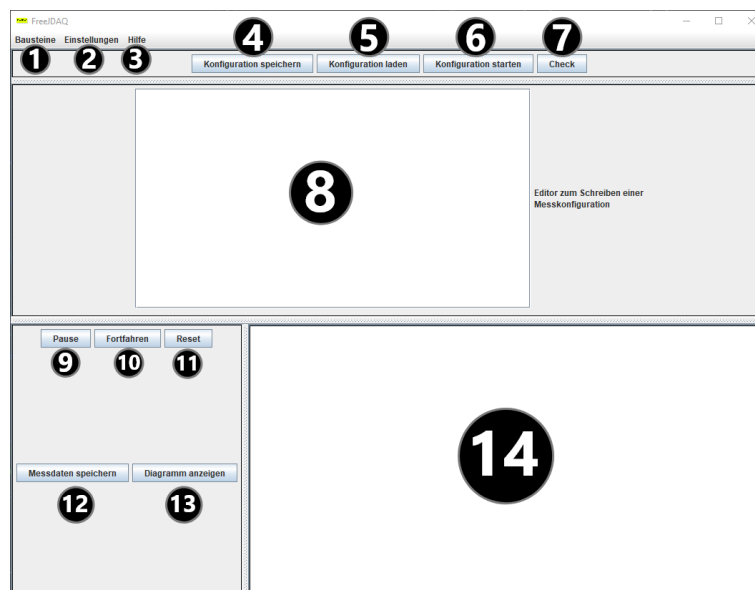 FreeJDAQ
Bausteine Einstellungen Hilfe
1 2 3 4 5 6 7
Konfiguration speichern Konfiguration laden Konfiguration starten Check
8
Editor zum Schreiben einer
Messkonfiguration
Pause Fortfahren Reset
9 10 11
14
Messdaten speichern Diagramm anzeigen
12 13